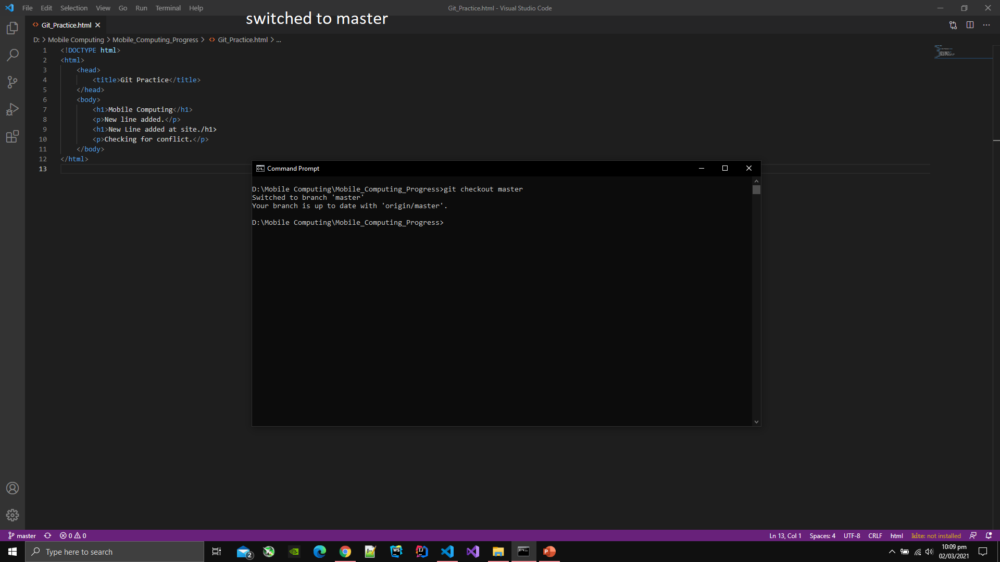 File Edit Selection View Go Run Terminal Help
Git_Practice.html - Visual Studio Code
switched to master
Git_Practice.html
D: > Mobile Computing > Mobile_Computing_Progress > Git_Practice.html > ...
1 <!DOCTYPE html>
2 <html>
3 <head>
4 <title>Git Practice</title>
5 </head>
6 <body>
7 <h1>Mobile Computing</h1>
8 <p>New line added.</p>
9 <h1>New Line added at site./h1>
10 <p>Checking for conflict.</p>
11 </body>
12 </html>
13
Command Prompt
D:\Mobile Computing\Mobile_Computing_Progress>git checkout master
Switched to branch 'master'
Your branch is up to date with 'origin/master'.
D:\Mobile Computing\Mobile_Computing_Progress>
master 0 0 Ln 13, Col 1 Spaces: 4 UTF-8 CRLF html kite: not installed
Type here to search
2
10:09 pm
02/03/2021